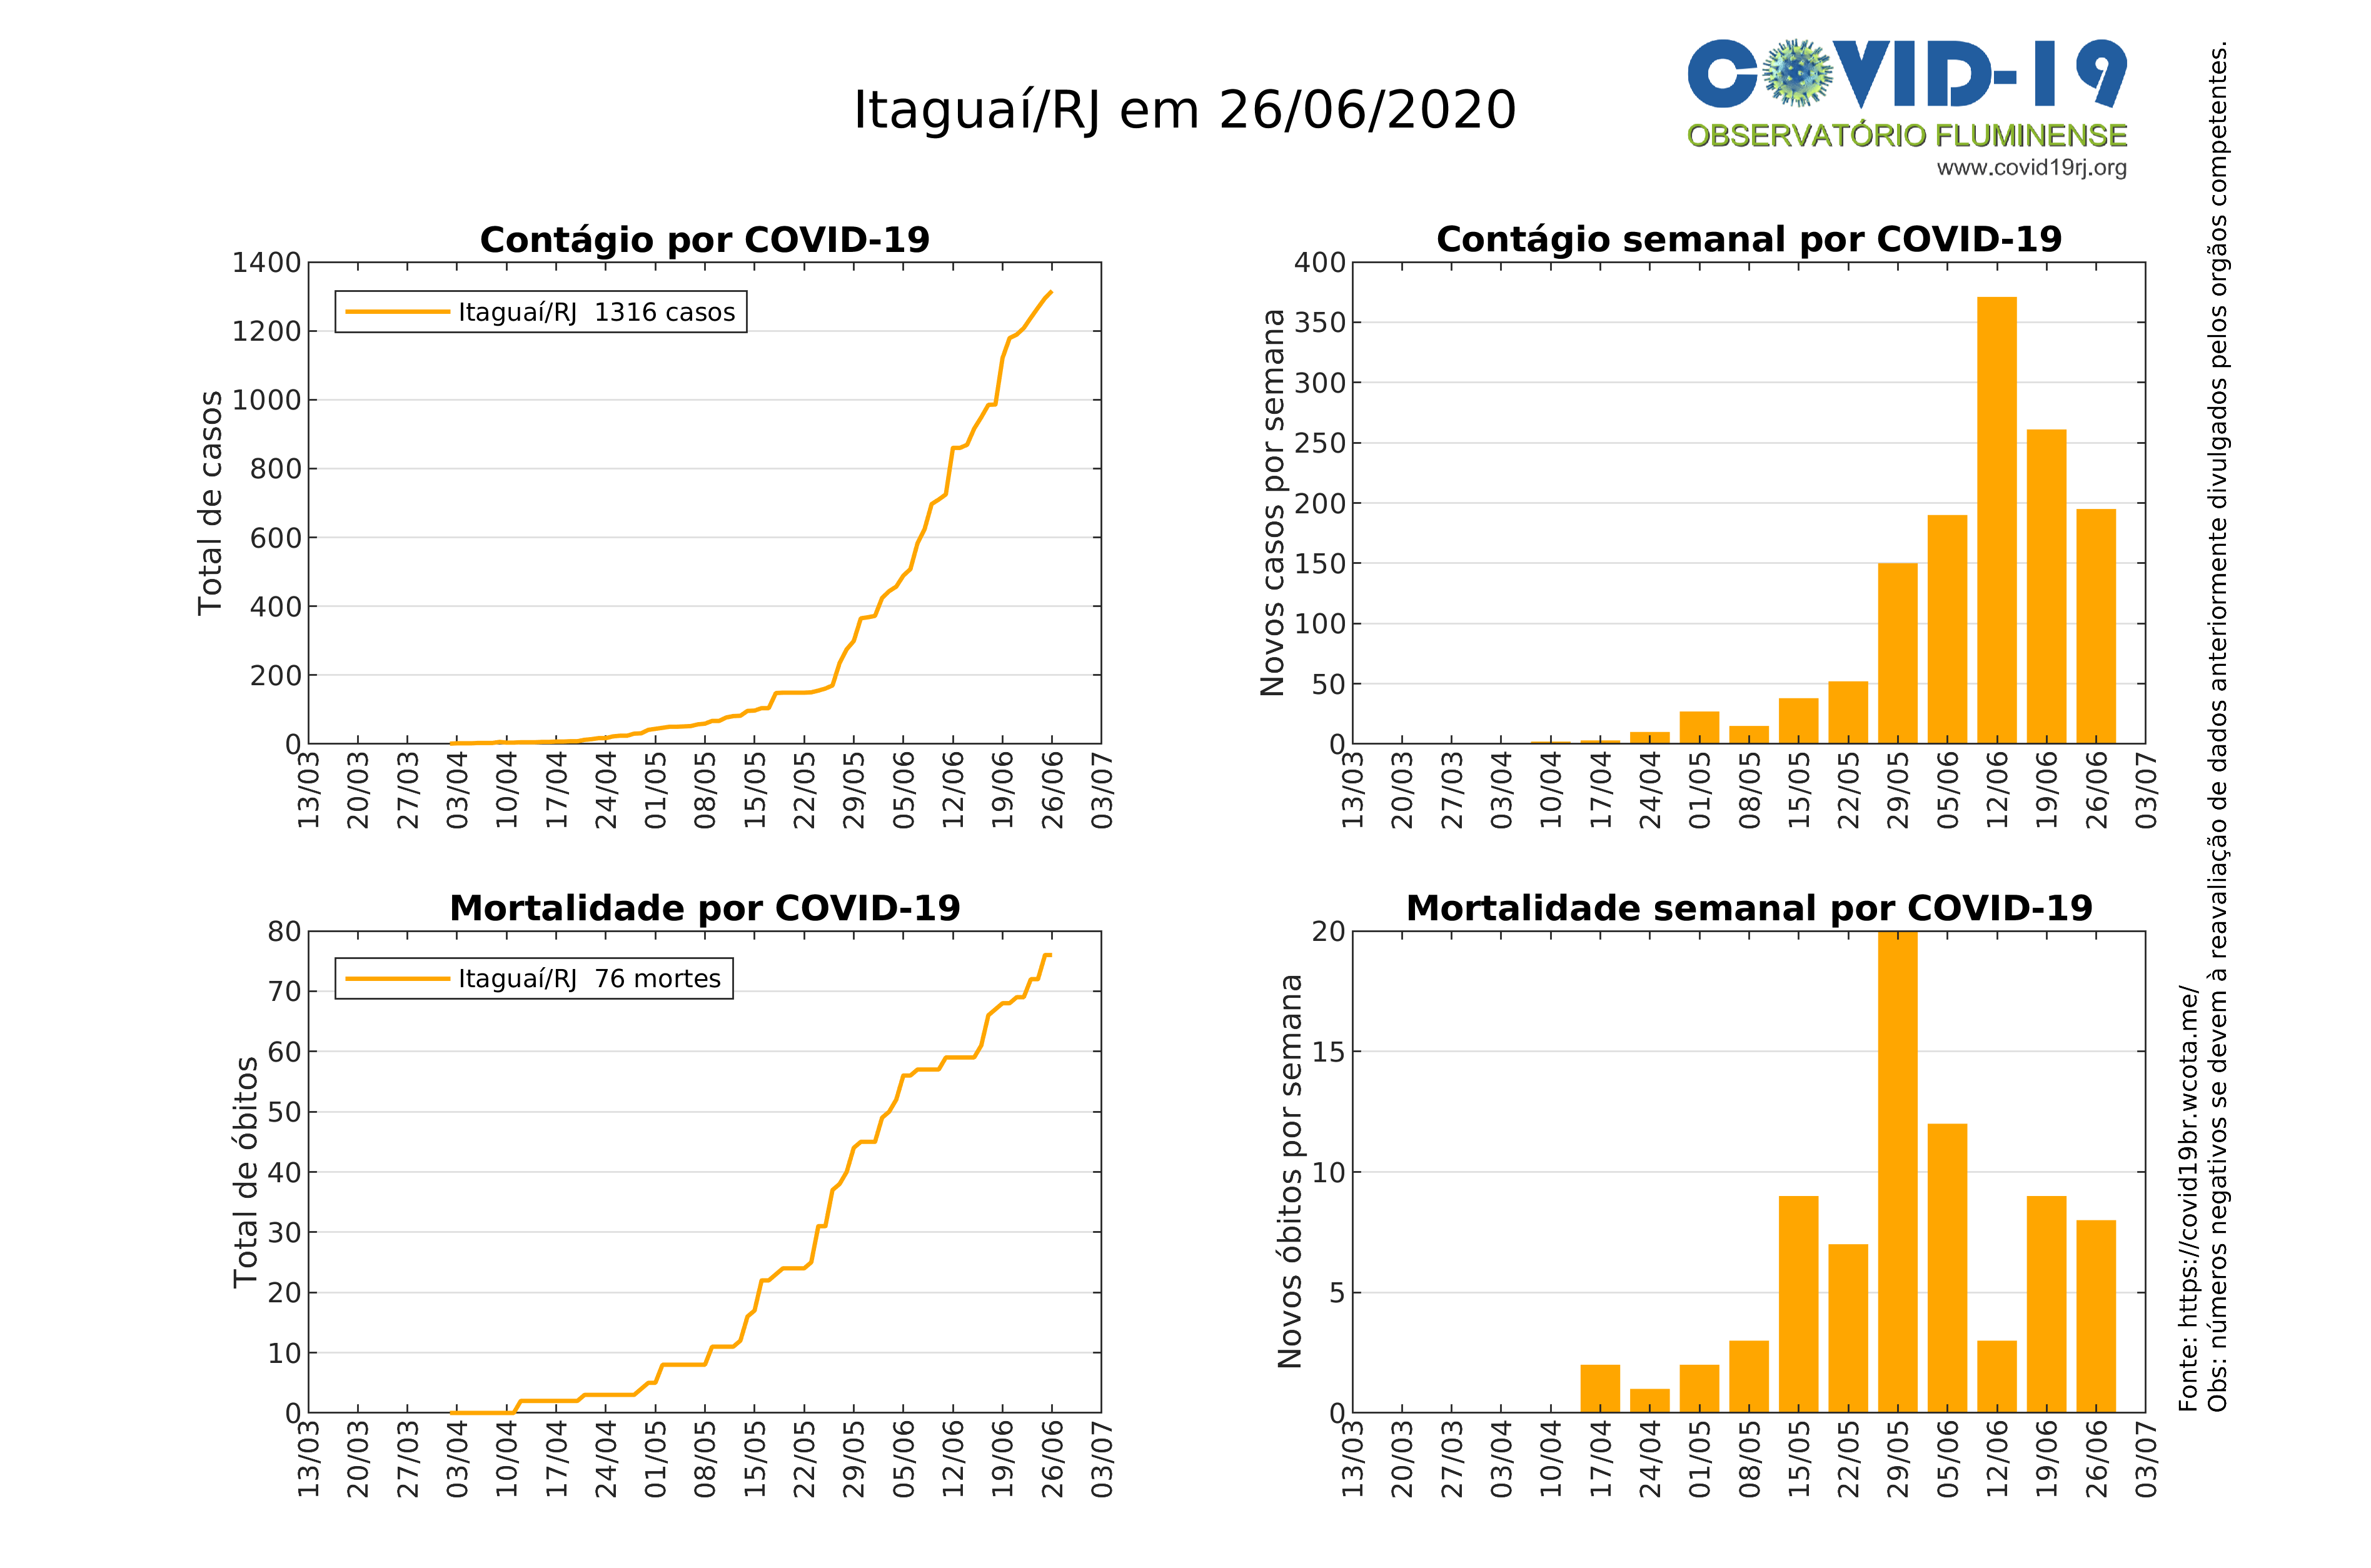 Itaguaí/RJ em 26/06/2020
COVID-19
OBSERVATÓRIO FLUMINENSE
www.covid19rj.org
Contágio por COVID-19
Total de casos
1400
1200
1000
800
600
400
200
0
Itaguaí/RJ 1316 casos
13/03 20/03 27/03 03/04 10/04 17/04 24/04 01/05 08/05 15/05 22/05 29/05 05/06 12/06 19/06 26/06 03/07
Contágio semanal por COVID-19
Novos casos por semana
400
350
300
250
200
150
100
50
0
13/03 20/03 27/03 03/04 10/04 17/04 24/04 01/05 08/05 15/05 22/05 29/05 05/06 12/06 19/06 26/06 03/07
Mortalidade por COVID-19
Total de óbitos
80
70
60
50
40
30
20
10
0
Itaguaí/RJ 76 mortes
13/03 20/03 27/03 03/04 10/04 17/04 24/04 01/05 08/05 15/05 22/05 29/05 05/06 12/06 19/06 26/06 03/07
Mortalidade semanal por COVID-19
Novos óbitos por semana
20
15
10
5
0
13/03 20/03 27/03 03/04 10/04 17/04 24/04 01/05 08/05 15/05 22/05 29/05 05/06 12/06 19/06 26/06 03/07
Fonte: https://covid19br.wcota.me/
Obs: números negativos se devem à reavaliação de dados anteriormente divulgados pelos orgãos competentes.